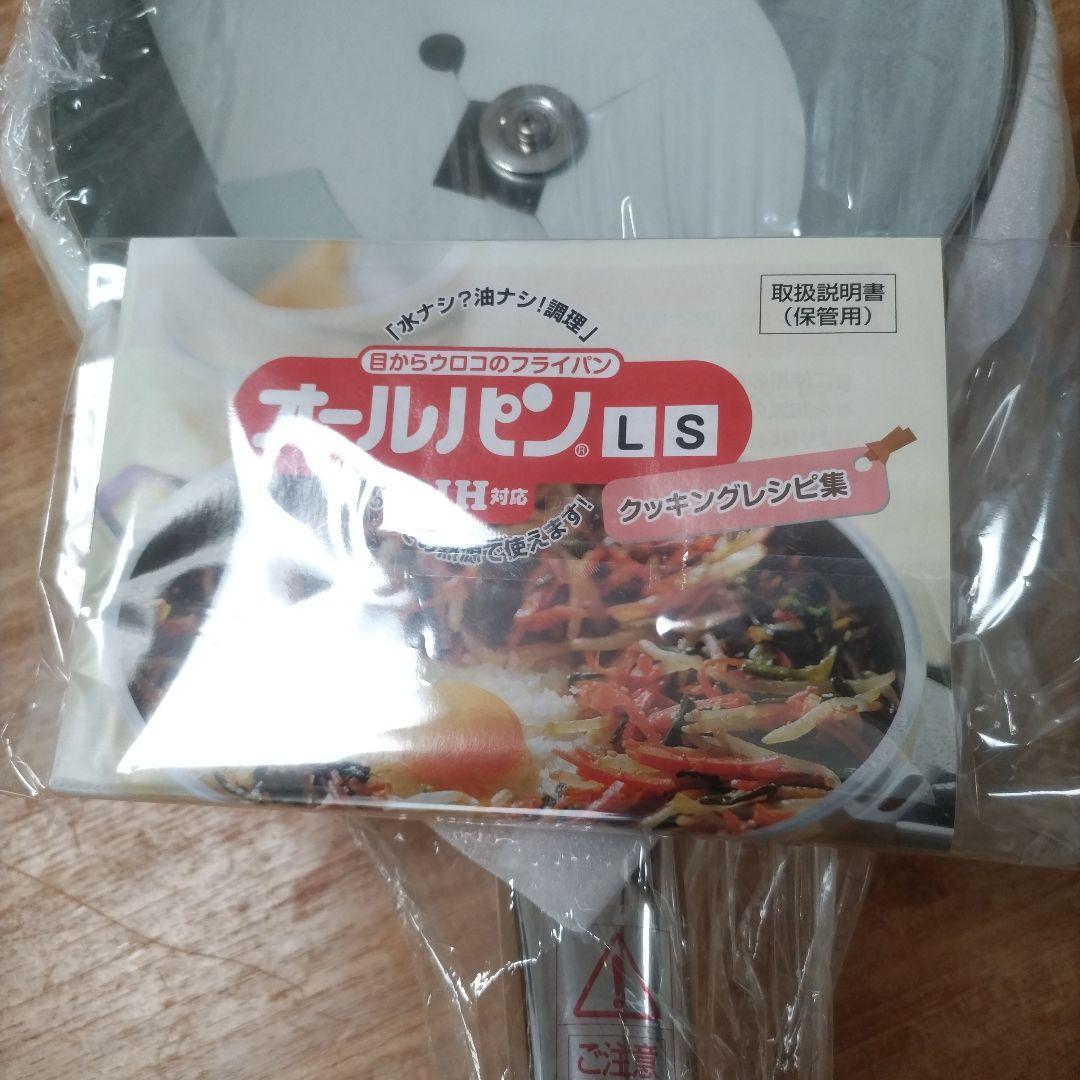 「水ナシ?油ナシ!調理」
取扱説明書
(保管用)
目からウロコのフライパン
オールパン® L S
IH対応
熱源で使えます!
クッキングレシピ集
ご注意